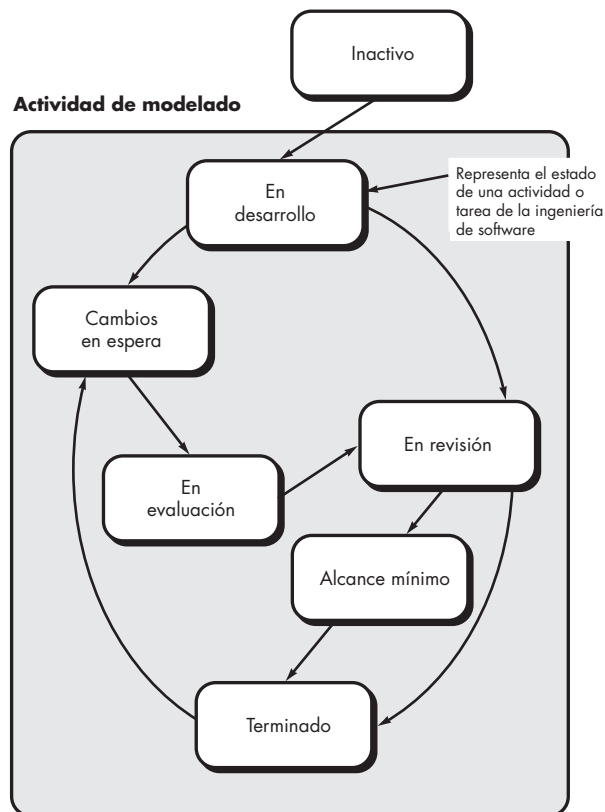 Inactivo
Actividad de modelado
En
desarrollo
Representa el estado
de una actividad o
tarea de la ingeniería
de software
Cambios
en espera
En revisión
En
evaluación
Alcance mínimo
Terminado